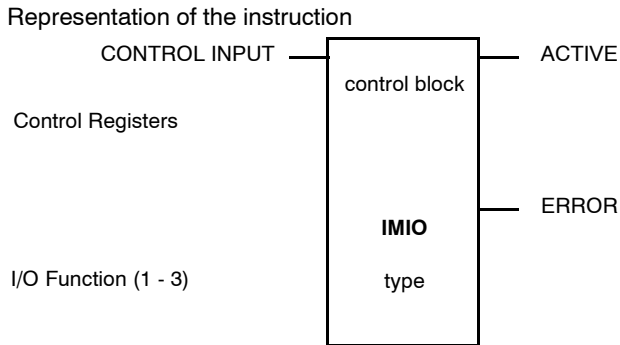 Representation of the instruction
CONTROL INPUT
ACTIVE
control block
Control Registers
ERROR
IMIO
I/O Function (1 - 3)
type